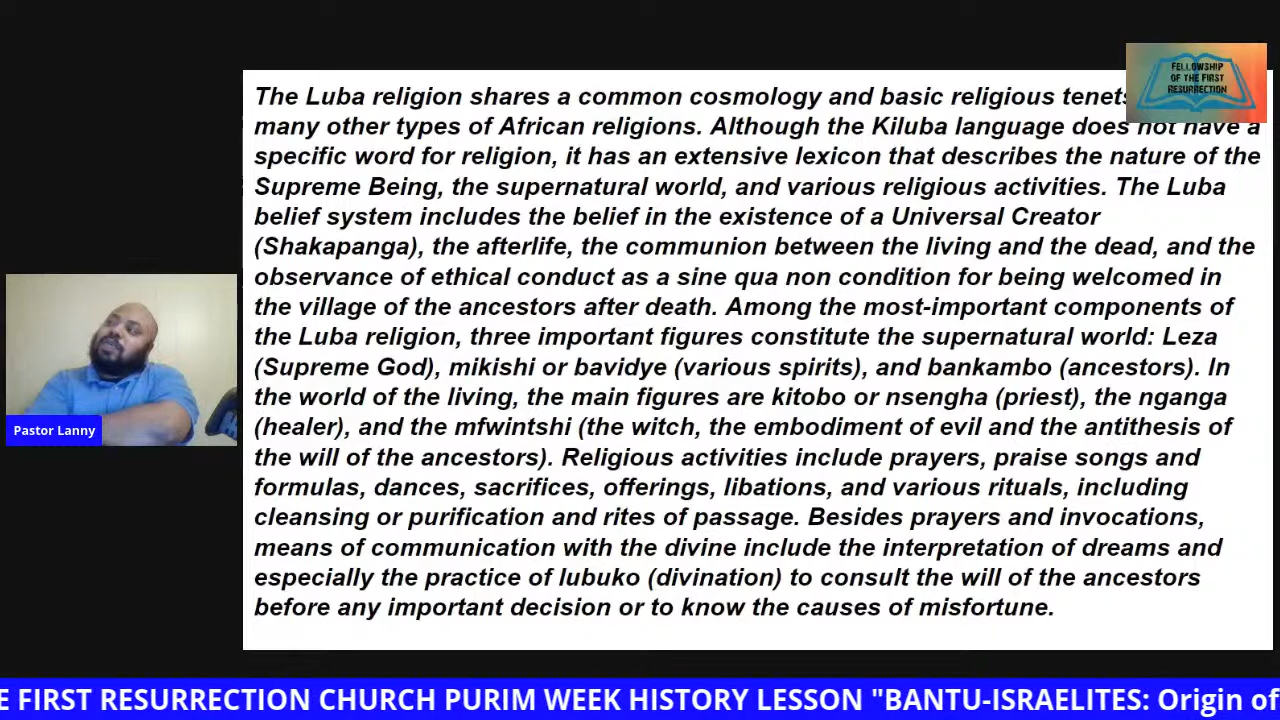 FELLOWSHIP
OF THE FIRST
RESURRECTION
The Luba religion shares a common cosmology and basic religious tenets
many other types of African religions. Although the Kiluba language does not have a
specific word for religion, it has an extensive lexicon that describes the nature of the
Supreme Being, the supernatural world, and various religious activities. The Luba
belief system includes the belief in the existence of a Universal Creator
(Shakapanga), the afterlife, the communion between the living and the dead, and the
observance of ethical conduct as a sine qua non condition for being welcomed in
the village of the ancestors after death. Among the most-important components of
the Luba religion, three important figures constitute the supernatural world: Leza
(Supreme God), mikishi or bavidye (various spirits), and bankambo (ancestors). In
the world of the living, the main figures are kitobo or nsengha (priest), the nganga
(healer), and the mfwintshi (the witch, the embodiment of evil and the antithesis of
the will of the ancestors). Religious activities include prayers, praise songs and
formulas, dances, sacrifices, offerings, libations, and various rituals, including
cleansing or purification and rites of passage. Besides prayers and invocations,
means of communication with the divine include the interpretation of dreams and
especially the practice of lubuko (divination) to consult the will of the ancestors
before any important decision or to know the causes of misfortune.
Pastor Lanny
E FIRST RESURRECTION CHURCH PURIM WEEK HISTORY LESSON "BANTU-ISRAELITES: Origin of